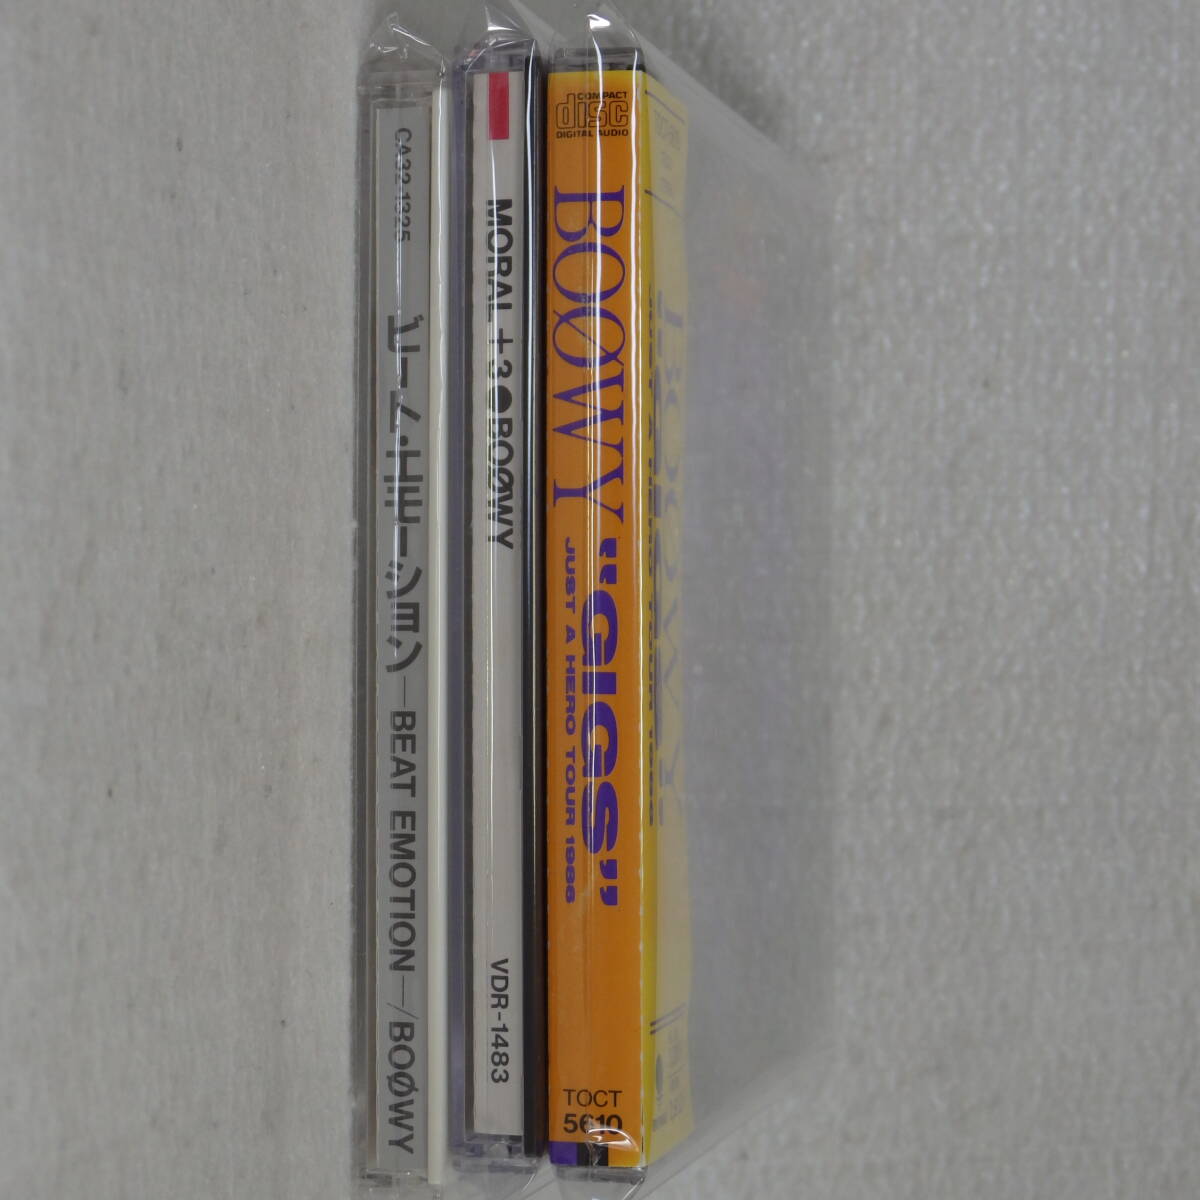 CA32-1325 ビート・エモーション—BEAT EMOTION—/BOØWY
MORAL+3●BOØWY VDR-1483
COMPACT
disc
DIGITAL AUDIO
BOØWY "GIGS"
JUST A HERO TOUR 1986
TOCT
5610